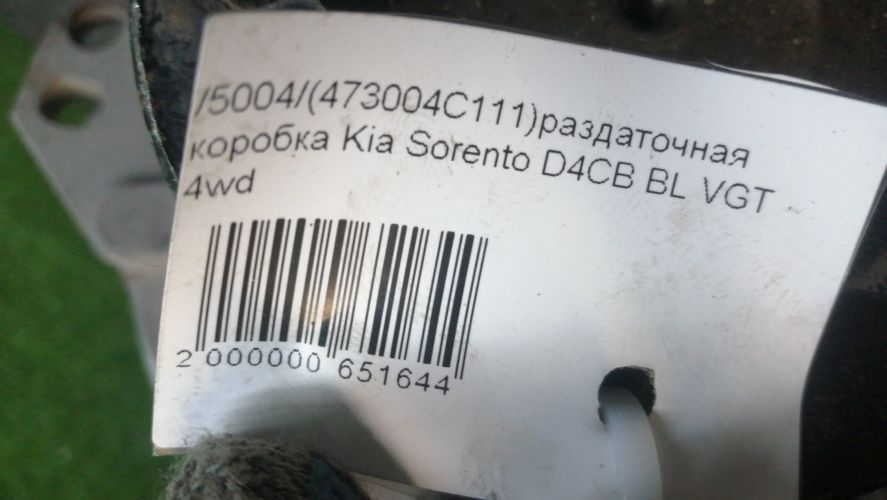 /5004/(473004C111)раздаточная
коробка Kia Sorento D4CB BL VGT
4wd
2 000000 651644